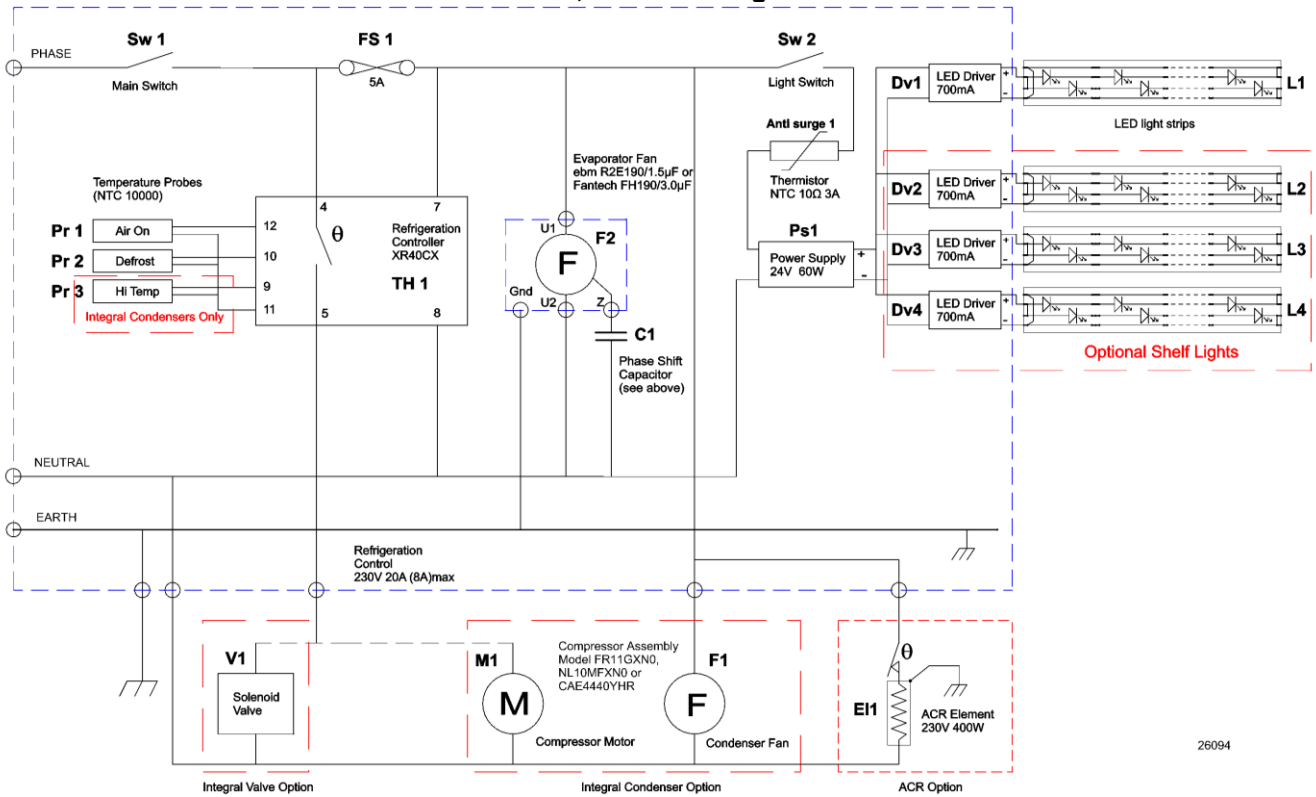 Sw 1
FS 1
Sw 2
PHASE
Main Switch
5A
Light Switch
Dv1
LED Driver
700mA
+
-
L1
LED light strips
Anti surge 1
Thermistor
NTC 10Ω 3A
Evaporator Fan
ebm R2E190/1.5µF or
Fantech FH190/3.0µF
Temperature Probes
(NTC 10000)
Pr 1
Air On
Pr 2
Defrost
Pr 3
Hi Temp
Integral Condensers Only
12
10
9
11
4
7
θ
Refrigeration
Controller
XR40CX
TH 1
5
8
U1
F2
F
Gnd
U2
Z
C1
Phase Shift
Capacitor
(see above)
Ps1
Power Supply
24V 60W
+
-
Dv2
LED Driver
700mA
+
-
L2
Dv3
LED Driver
700mA
+
-
L3
Dv4
LED Driver
700mA
+
-
L4
Optional Shelf Lights
NEUTRAL
EARTH
Refrigeration
Control
230V 20A (8A)max
V1
Solenoid
Valve
M1
M
Compressor Assembly
Model FR11GXN0,
NL10MFXN0 or
CAE4440YHR
Compressor Motor
F1
F
Condenser Fan
θ
El1
ACR Element
230V 400W
26094
Integral Valve Option
Integral Condenser Option
ACR Option